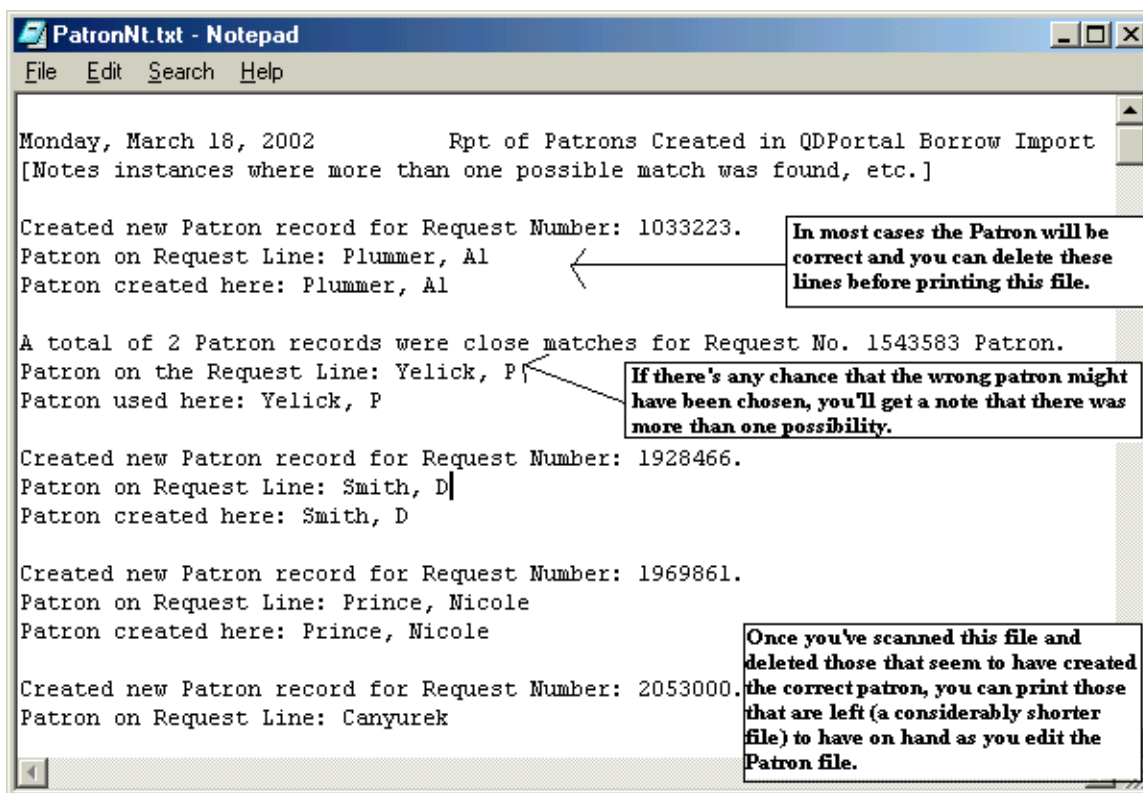 PatronNt.txt - Notepad
File Edit Search Help
Monday, March 18, 2002 Rpt of Patrons Created in QDPortal Borrow Import
[Notes instances where more than one possible match was found, etc.]
Created new Patron record for Request Number: 1033223.
Patron on Request Line: Plummer, Al
Patron created here: Plummer, Al
In most cases the Patron will be
correct and you can delete these
lines before printing this file.
A total of 2 Patron records were close matches for Request No. 1543583 Patron.
Patron on the Request Line: Yelick, P
Patron used here: Yelick, P
If there's any chance that the wrong patron might
have been chosen, you'll get a note that there was
more than one possibility.
Created new Patron record for Request Number: 1928466.
Patron on Request Line: Smith, D
Patron created here: Smith, D
Created new Patron record for Request Number: 1969861.
Patron on Request Line: Prince, Nicole
Patron created here: Prince, Nicole
Created new Patron record for Request Number: 2053000.
Patron on Request Line: Canyurek
Once you've scanned this file and
deleted those that seem to have created
the correct patron, you can print those
that are left (a considerably shorter
file) to have on hand as you edit the
Patron file.